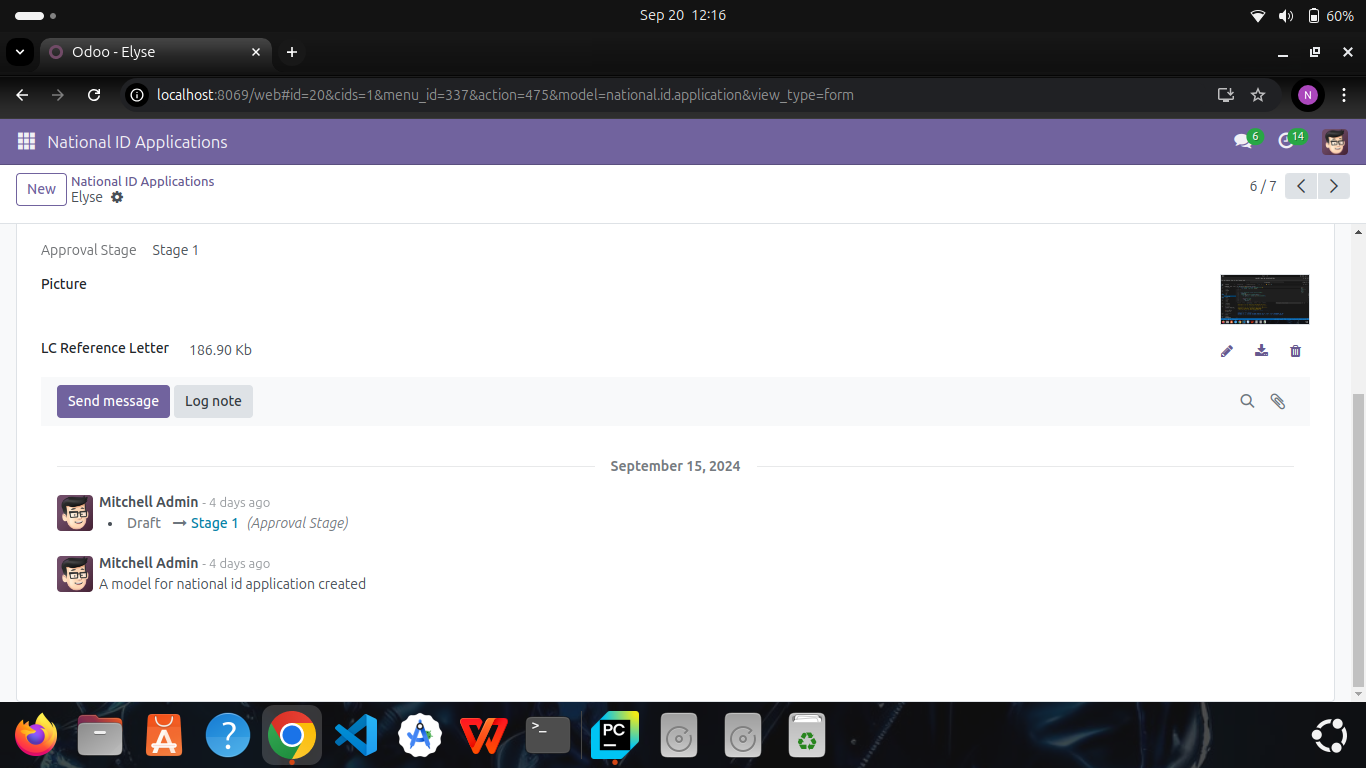 Sep 20 12:16
60%
Odoo - Elyse
localhost:8069/web#id=20&cids=1&menu_id=337&action=475&model=national.id.application&view_type=form
N
National ID Applications
6
14
New
National ID Applications
Elyse
6 / 7
Approval Stage Stage 1
Picture
LC Reference Letter 186.90 Kb
Send message Log note
September 15, 2024
Mitchell Admin - 4 days ago
• Draft → Stage 1 (Approval Stage)
Mitchell Admin - 4 days ago
A model for national id application created
A
?
W
>_
PC